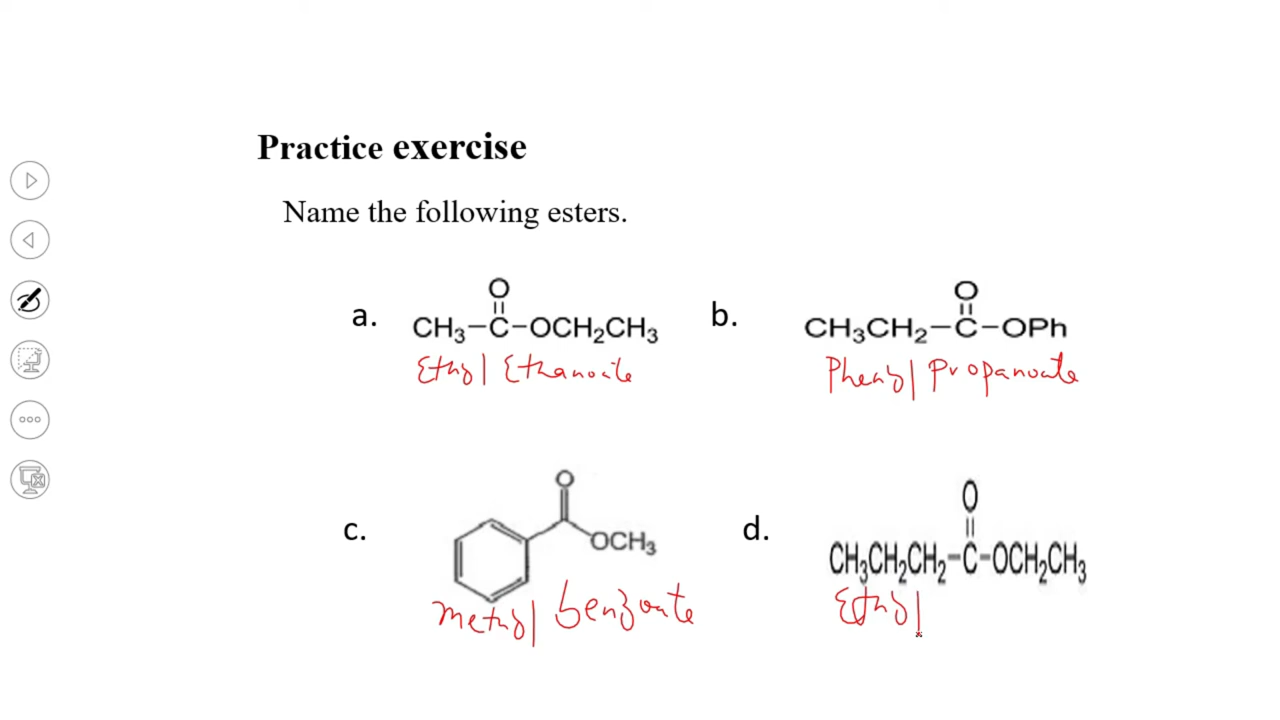 Practice exercise
Name the following esters.
a.
O
CH₃–C–OCH₂CH₃
Ethyl Ethanoate
b.
O
CH₃CH₂–C–OPh
Phenyl Propanoate
c.
O
OCH₃
Methyl benzoate
d.
O
CH₃CH₂CH₂–C–OCH₂CH₃
Ethyl